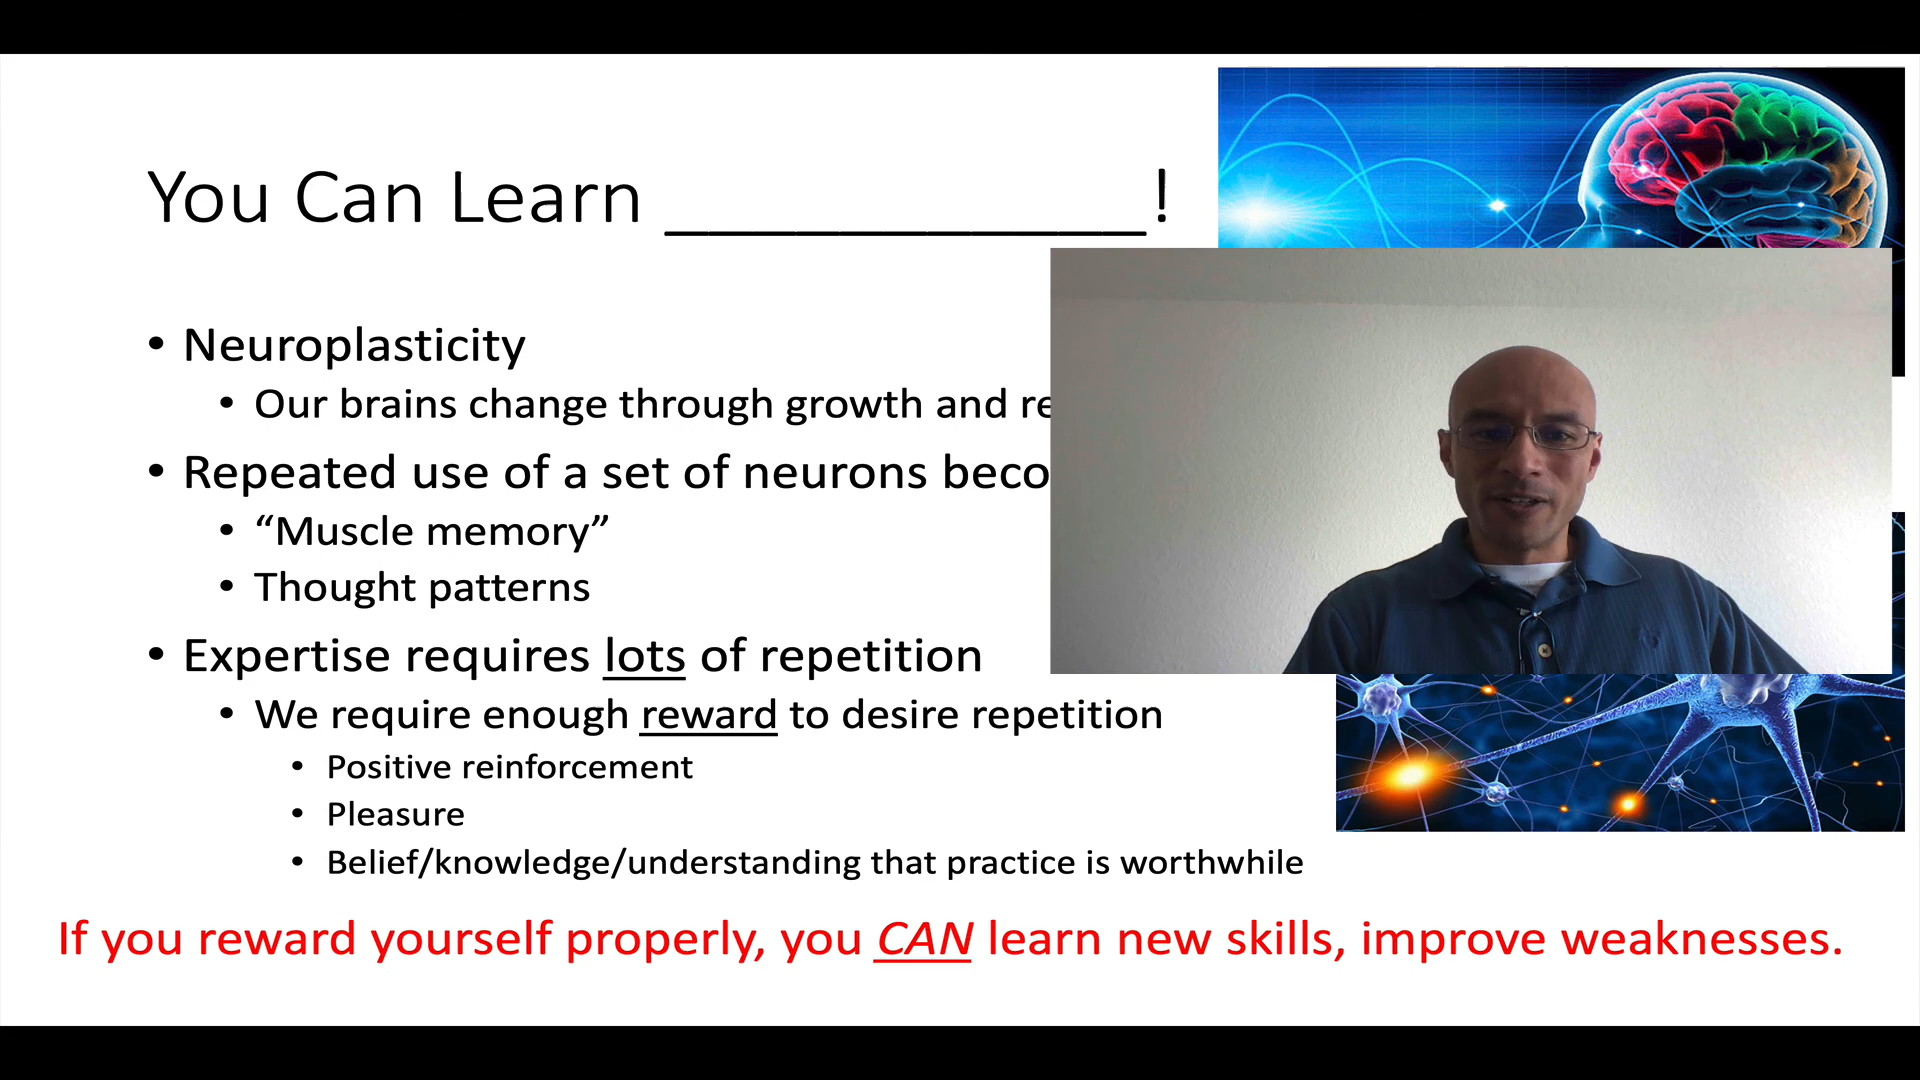 You Can Learn ____________!
• Neuroplasticity
• Our brains change through growth and re
• Repeated use of a set of neurons beco
• “Muscle memory”
• Thought patterns
• Expertise requires lots of repetition
• We require enough reward to desire repetition
• Positive reinforcement
• Pleasure
• Belief/knowledge/understanding that practice is worthwhile
If you reward yourself properly, you CAN learn new skills, improve weaknesses.